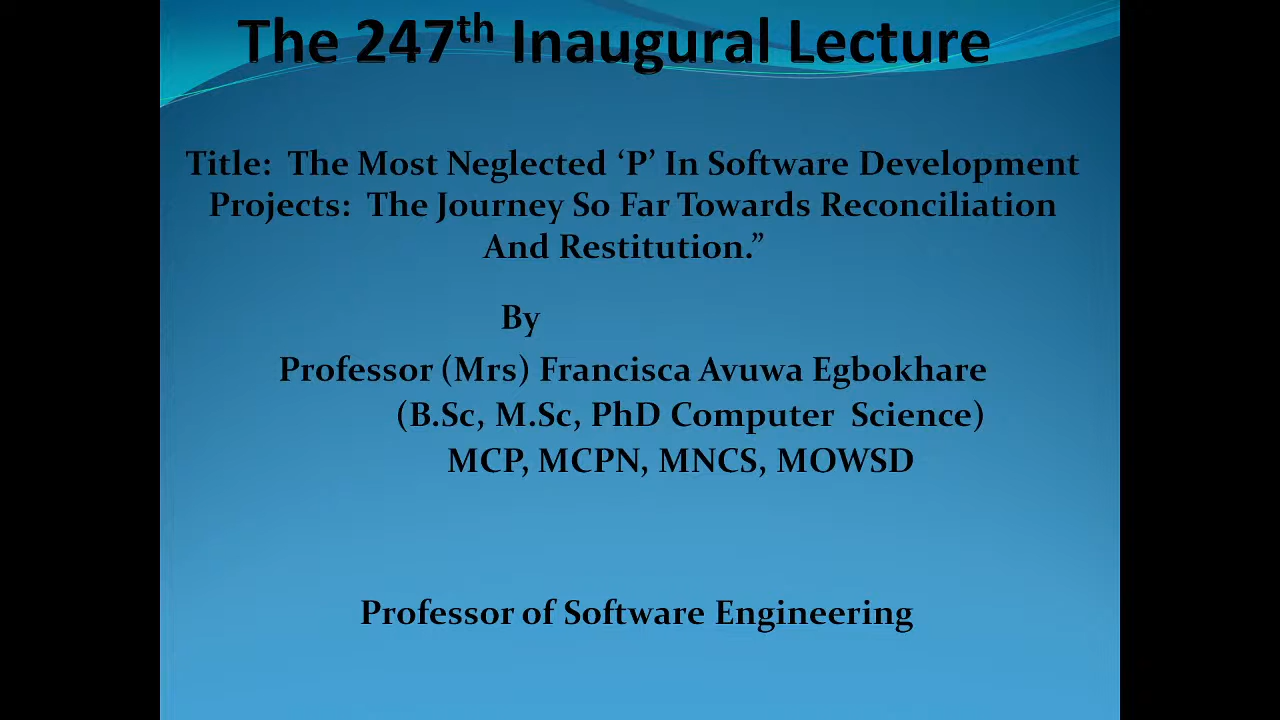 The 247th Inaugural Lecture
Title: The Most Neglected ‘P’ In Software Development
Projects: The Journey So Far Towards Reconciliation
And Restitution.”
By
Professor (Mrs) Francisca Avuwa Egbokhare
(B.Sc, M.Sc, PhD Computer Science)
MCP, MCPN, MNCS, MOWSD
Professor of Software Engineering